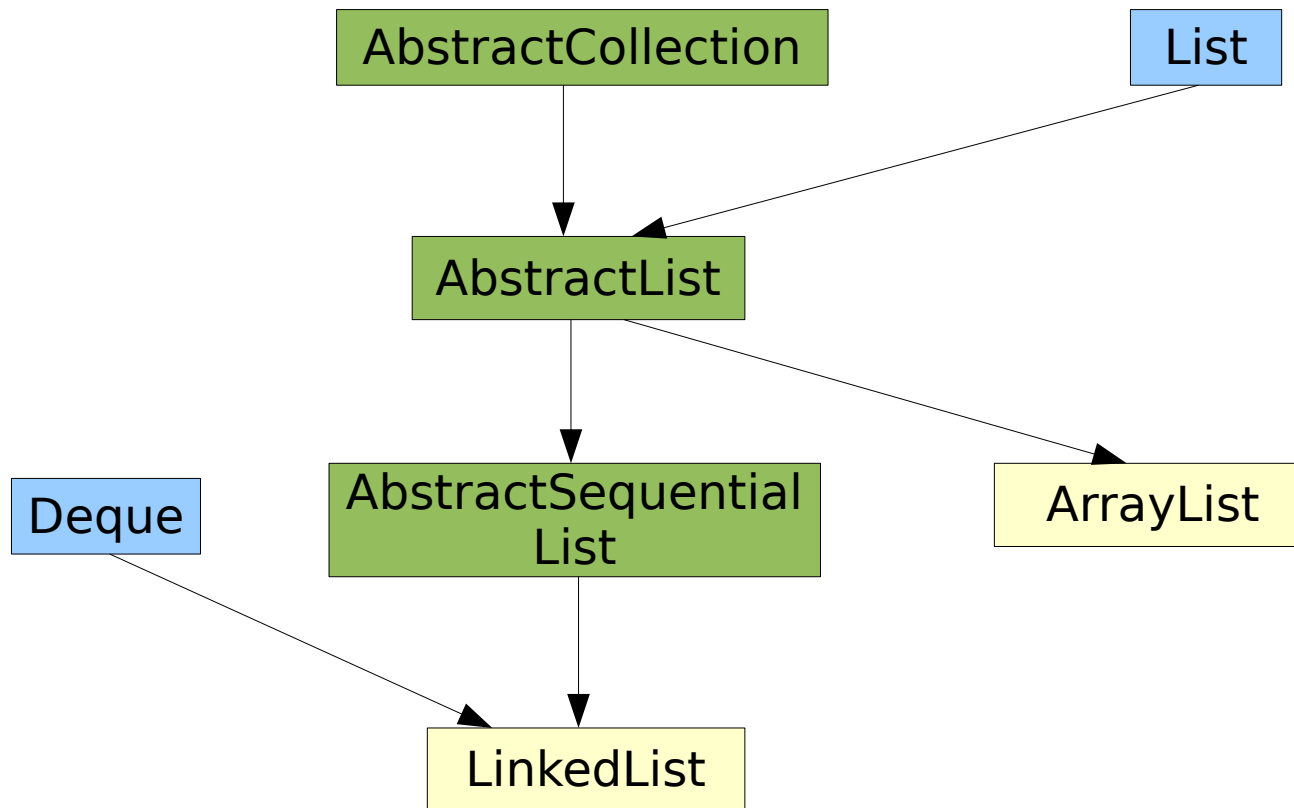 AbstractCollection
List
AbstractList
AbstractSequential
List
ArrayList
Deque
LinkedList